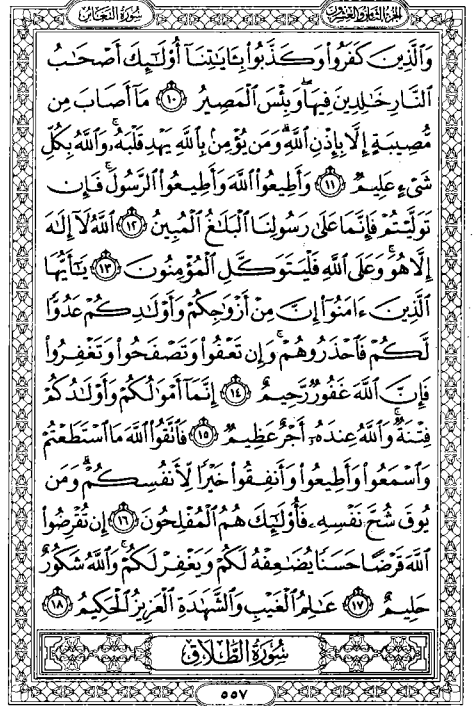 الجزء الثامن والعشرون
سورة التغابن
وَالَّذِينَ كَفَرُوا۟ وَكَذَّبُوا۟ بِـَٔايَـٰتِنَآ أُو۟لَـٰٓئِكَ أَصْحَـٰبُ
النَّارِ خَـٰلِدِينَ فِيهَا ۖ وَبِئْسَ الْمَصِيرُ ١٠ مَآ أَصَابَ مِن
مُّصِيبَةٍ إِلَّا بِإِذْنِ اللَّهِ ۗ وَمَن يُؤْمِنۢ بِاللَّهِ يَهْدِ قَلْبَهُۥ ۚ وَاللَّهُ بِكُلِّ
شَىْءٍ عَلِيمٌ ١١ وَأَطِيعُوا۟ اللَّهَ وَأَطِيعُوا۟ الرَّسُولَ ۚ فَإِن
تَوَلَّيْتُمْ فَإِنَّمَا عَلَىٰ رَسُولِنَا الْبَلَـٰغُ الْمُبِينُ ١٢ اللَّهُ لَآ إِلَـٰهَ
إِلَّا هُوَ ۚ وَعَلَى اللَّهِ فَلْيَتَوَكَّلِ الْمُؤْمِنُونَ ١٣ يَـٰٓأَيُّهَا
الَّذِينَ ءَامَنُوٓا۟ إِنَّ مِنْ أَزْوَٰجِكُمْ وَأَوْلَـٰدِكُمْ عَدُوًّا
لَّكُمْ فَاحْذَرُوهُمْ ۚ وَإِن تَعْفُوا۟ وَتَصْفَحُوا۟ وَتَغْفِرُوا۟
فَإِنَّ اللَّهَ غَفُورٌ رَّحِيمٌ ١٤ إِنَّمَآ أَمْوَٰلُكُمْ وَأَوْلَـٰدُكُمْ
فِتْنَةٌ ۚ وَاللَّهُ عِندَهُۥٓ أَجْرٌ عَظِيمٌ ١٥ فَاتَّقُوا۟ اللَّهَ مَا اسْتَطَعْتُمْ
وَاسْمَعُوا۟ وَأَطِيعُوا۟ وَأَنفِقُوا۟ خَيْرًا لِّأَنفُسِكُمْ ۗ وَمَن
يُوقَ شُحَّ نَفْسِهِۦ فَأُو۟لَـٰٓئِكَ هُمُ الْمُفْلِحُونَ ١٦ إِن تُقْرِضُوا۟
اللَّهَ قَرْضًا حَسَنًا يُضَـٰعِفْهُ لَكُمْ وَيَغْفِرْ لَكُمْ ۚ وَاللَّهُ شَكُورٌ
حَلِيمٌ ١٧ عَـٰلِمُ الْغَيْبِ وَالشَّهَـٰدَةِ الْعَزِيزُ الْحَكِيمُ ١٨
سُورَةُ الطَّلَاقِ
٥٥٧